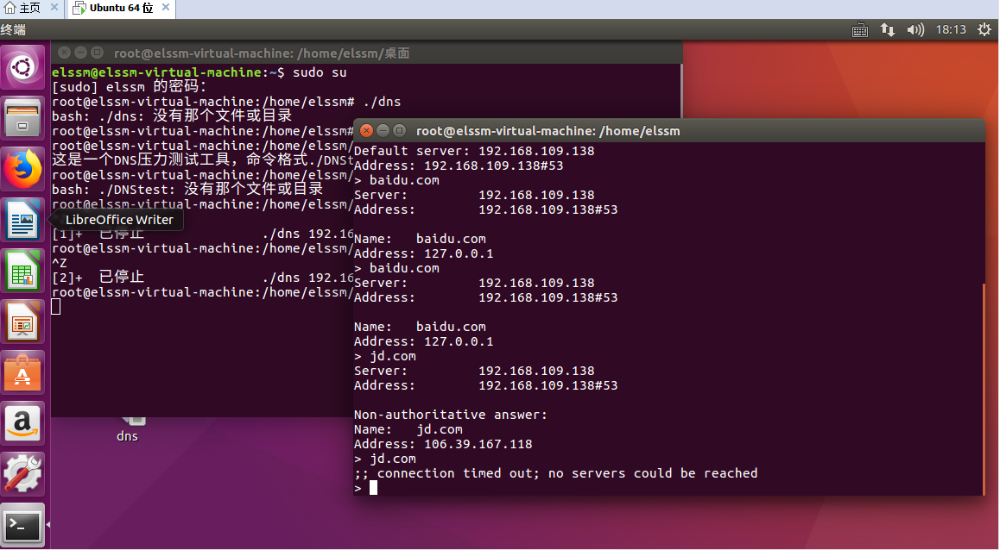 主页
Ubuntu 64 位
终端
18:13
root@elssm-virtual-machine: /home/elssm/桌面
elssm@elssm-virtual-machine:~$ sudo su
[sudo] elssm 的密码：
root@elssm-virtual-machine:/home/elssm# ./dns
bash: ./dns: 没有那个文件或目录
root@elssm-virtual-machine:/home/elssm#
root@elssm-virtual-machine:/home/elssm/
这是一个DNS压力测试工具，命令格式./DNSt
root@elssm-virtual-machine:/home/elssm/
bash: ./DNStest: 没有那个文件或目录
root@elssm-virtual-machine:/home/elssm/
LibreOffice Writer
[1]+ 已停止 ./dns 192.16
root@elssm-virtual-machine:/home/elssm/
^Z
[2]+ 已停止 ./dns 192.16
root@elssm-virtual-machine:/home/elssm/
dns
root@elssm-virtual-machine: /home/elssm
Default server: 192.168.109.138
Address: 192.168.109.138#53
> baidu.com
Server: 192.168.109.138
Address: 192.168.109.138#53
Name: baidu.com
Address: 127.0.0.1
> baidu.com
Server: 192.168.109.138
Address: 192.168.109.138#53
Name: baidu.com
Address: 127.0.0.1
> jd.com
Server: 192.168.109.138
Address: 192.168.109.138#53
Non-authoritative answer:
Name: jd.com
Address: 106.39.167.118
> jd.com
;; connection timed out; no servers could be reached
>